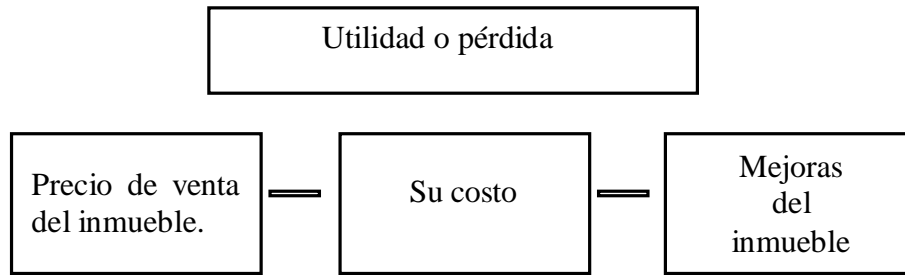 Utilidad o pérdida
Precio de venta
del inmueble.
Su costo
Mejoras
del
inmueble